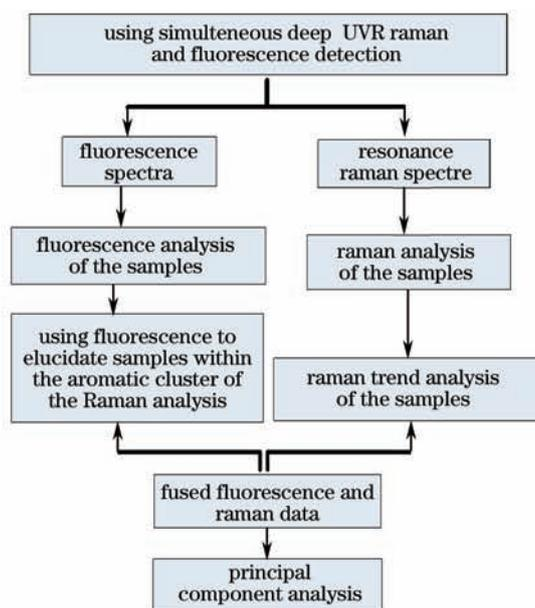 using simulteneous deep UVR raman
and fluorescence detection
fluorescence
spectra
resonance
raman spectre
fluorescence analysis
of the samples
raman analysis
of the samples
using fluorescence to
elucidate samples within
the aromatic cluster of
the Raman analysis
raman trend analysis
of the samples
fused fluorescence and
raman data
principal
component analysis